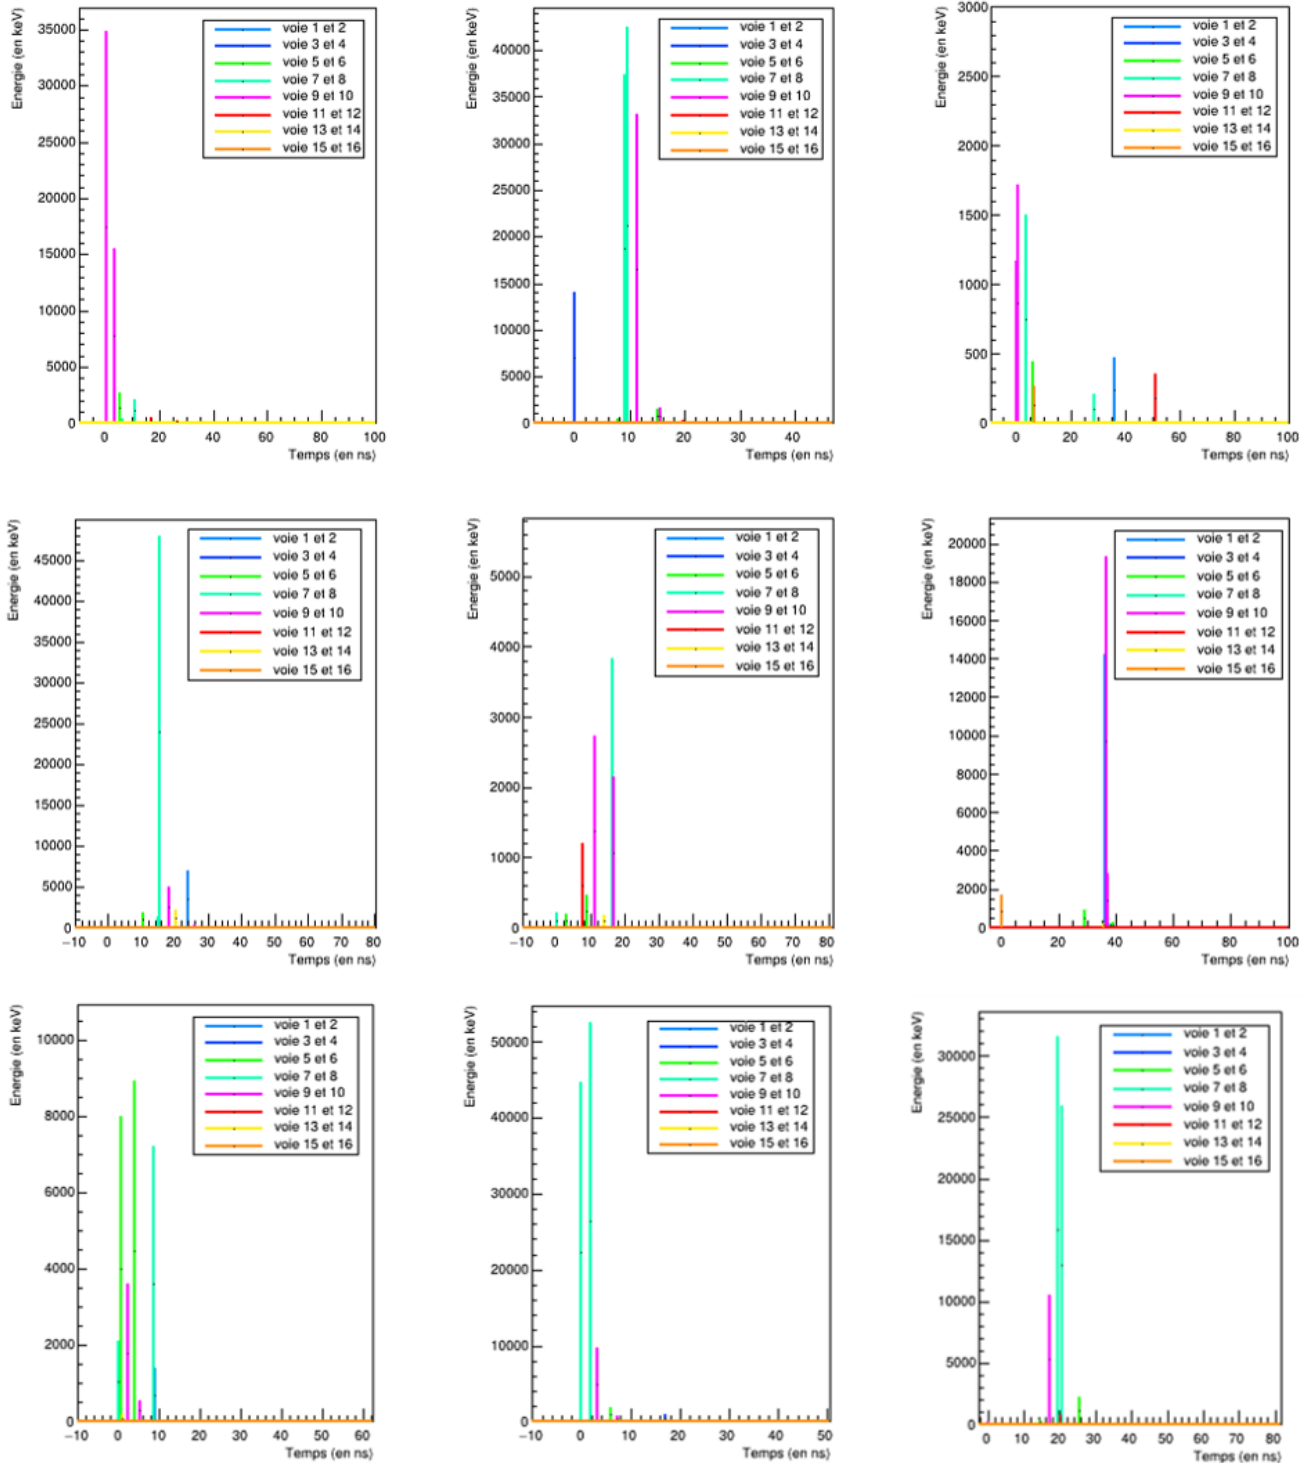 Energie (en keV)
35000
30000
25000
20000
15000
10000
5000
0
voie 1 et 2
voie 3 et 4
voie 5 et 6
voie 7 et 8
voie 9 et 10
voie 11 et 12
voie 13 et 14
voie 15 et 16
0 20 40 60 80 100
Temps (en ns)
Energie (en keV)
40000
35000
30000
25000
20000
15000
10000
5000
0
voie 1 et 2
voie 3 et 4
voie 5 et 6
voie 7 et 8
voie 9 et 10
voie 11 et 12
voie 13 et 14
voie 15 et 16
0 10 20 30 40
Temps (en ns)
Energie (en keV)
3000
2500
2000
1500
1000
500
0
voie 1 et 2
voie 3 et 4
voie 5 et 6
voie 7 et 8
voie 9 et 10
voie 11 et 12
voie 13 et 14
voie 15 et 16
0 20 40 60 80 100
Temps (en ns)
Energie (en keV)
45000
40000
35000
30000
25000
20000
15000
10000
5000
0
voie 1 et 2
voie 3 et 4
voie 5 et 6
voie 7 et 8
voie 9 et 10
voie 11 et 12
voie 13 et 14
voie 15 et 16
−10 0 10 20 30 40 50 60 70 80
Temps (en ns)
Energie (en keV)
5000
4000
3000
2000
1000
0
voie 1 et 2
voie 3 et 4
voie 5 et 6
voie 7 et 8
voie 9 et 10
voie 11 et 12
voie 13 et 14
voie 15 et 16
−10 0 10 20 30 40 50 60 70 80
Temps (en ns)
Energie (en keV)
20000
18000
16000
14000
12000
10000
8000
6000
4000
2000
0
voie 1 et 2
voie 3 et 4
voie 5 et 6
voie 7 et 8
voie 9 et 10
voie 11 et 12
voie 13 et 14
voie 15 et 16
0 20 40 60 80 100
Temps (en ns)
Energie (en keV)
10000
8000
6000
4000
2000
0
voie 1 et 2
voie 3 et 4
voie 5 et 6
voie 7 et 8
voie 9 et 10
voie 11 et 12
voie 13 et 14
voie 15 et 16
−10 0 10 20 30 40 50 60
Temps (en ns)
Energie (en keV)
50000
40000
30000
20000
10000
0
voie 1 et 2
voie 3 et 4
voie 5 et 6
voie 7 et 8
voie 9 et 10
voie 11 et 12
voie 13 et 14
voie 15 et 16
−10 0 10 20 30 40 50
Temps (en ns)
Energie (en keV)
30000
25000
20000
15000
10000
5000
0
voie 1 et 2
voie 3 et 4
voie 5 et 6
voie 7 et 8
voie 9 et 10
voie 11 et 12
voie 13 et 14
voie 15 et 16
0 10 20 30 40 50 60 70 80
Temps (en ns)